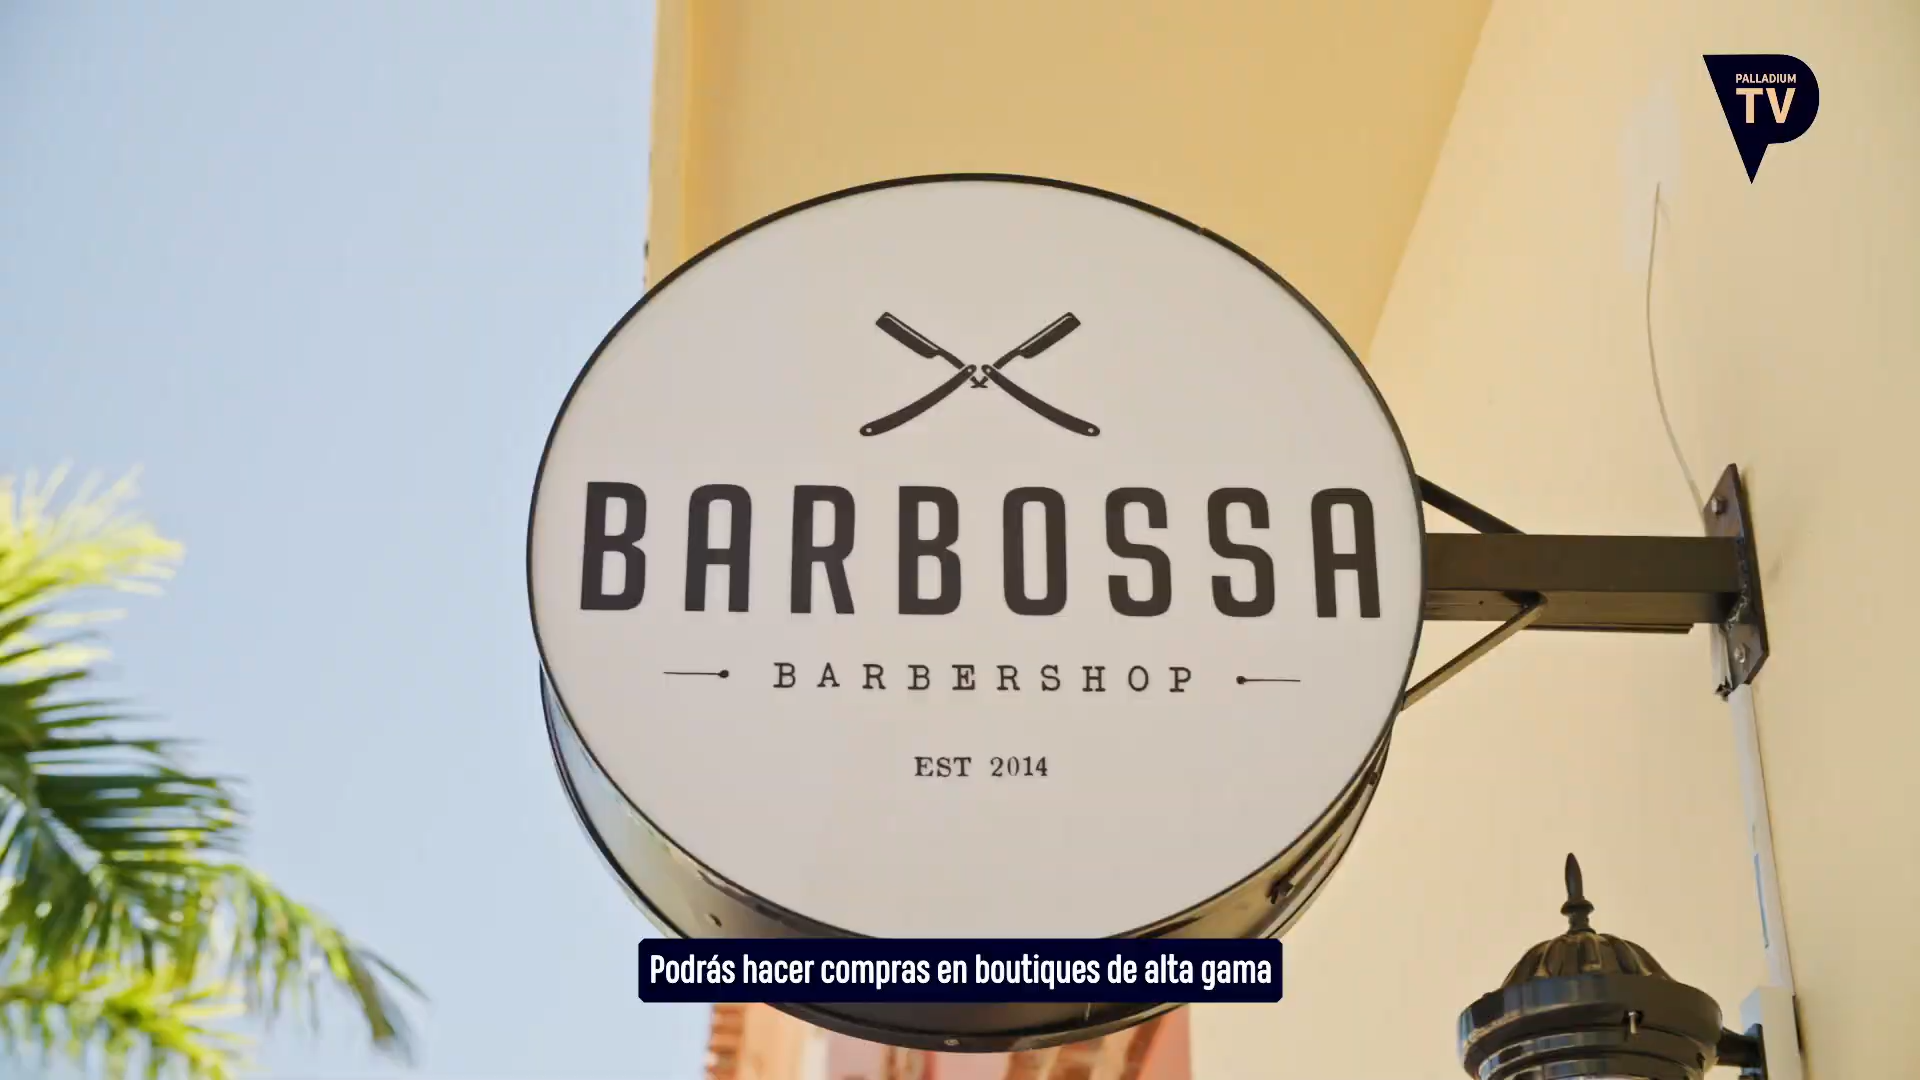 PALLADIUM
TV
BARBOSSA
BARBERSHOP
EST 2014
Podrás hacer compras en boutiques de alta gama